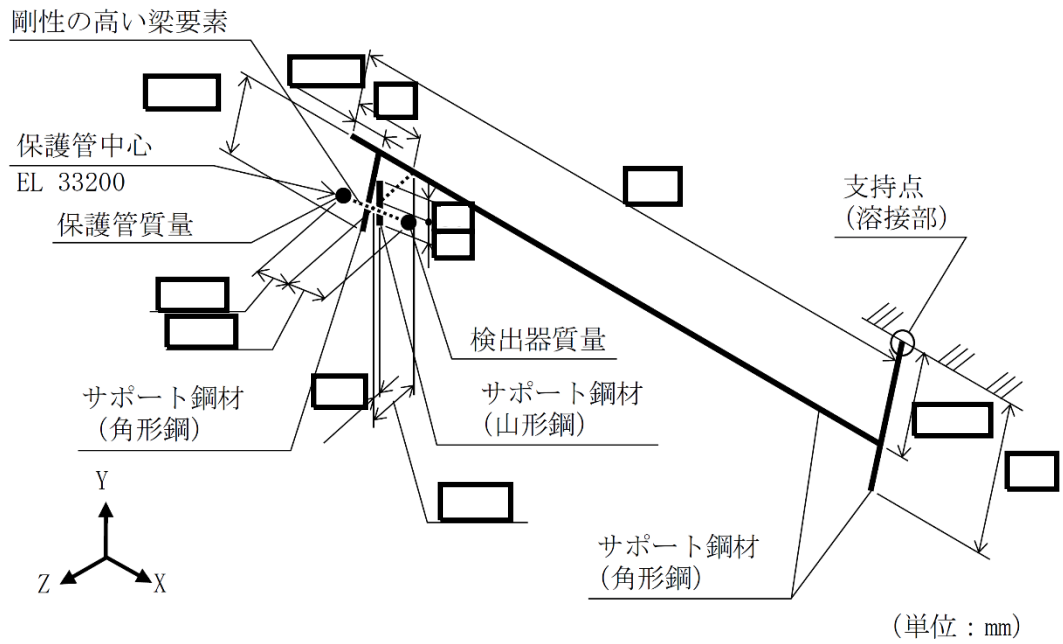 剛性の高い梁要素
保護管中心
EL 33200
保護管質量
支持点
(溶接部)
検出器質量
サポート鋼材
(角形鋼)
サポート鋼材
(山形鋼)
サポート鋼材
(角形鋼)
Y
Z
X
(単位：mm)